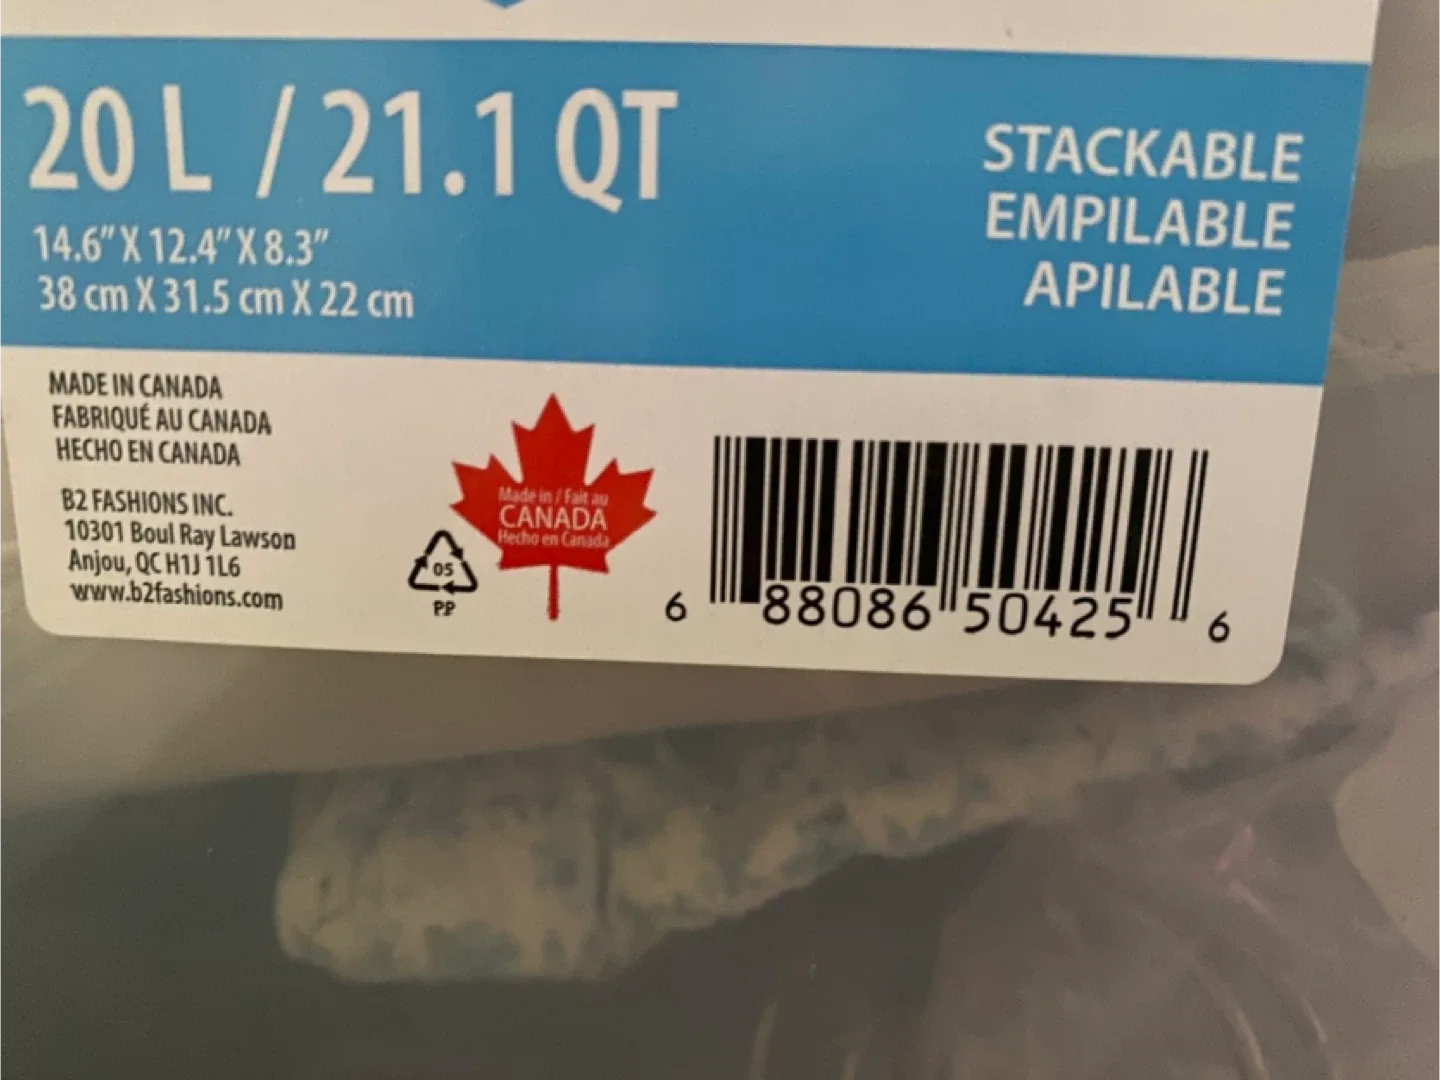 20 L / 21.1 QT
14.6" X 12.4" X 8.3"
38 cm X 31.5 cm X 22 cm
STACKABLE
EMPILABLE
APILABLE
MADE IN CANADA
FABRIQUÉ AU CANADA
HECHO EN CANADA
B2 FASHIONS INC.
10301 Boul Ray Lawson
Anjou, QC H1J 1L6
www.b2fashions.com
05
PP
Made in / Fait au
CANADA
Hecho en Canada
6 88086 50425 6